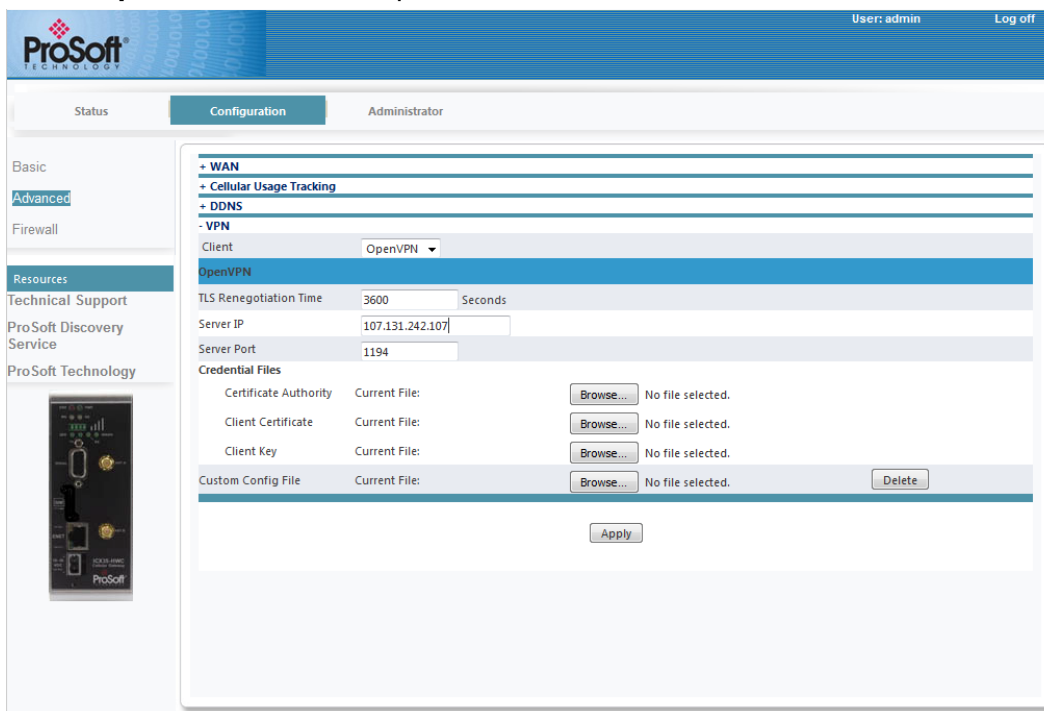 User: admin Log off
ProSoft®
TECHNOLOGY
Status Configuration Administrator
Basic
Advanced
Firewall
Resources
Technical Support
ProSoft Discovery
Service
ProSoft Technology
+ WAN
+ Cellular Usage Tracking
+ DDNS
- VPN
Client OpenVPN
OpenVPN
TLS Renegotiation Time 3600 Seconds
Server IP 107.131.242.107
Server Port 1194
Credential Files
Certificate Authority Current File: Browse... No file selected.
Client Certificate Current File: Browse... No file selected.
Client Key Current File: Browse... No file selected.
Custom Config File Current File: Browse... No file selected. Delete
Apply
ProSoft